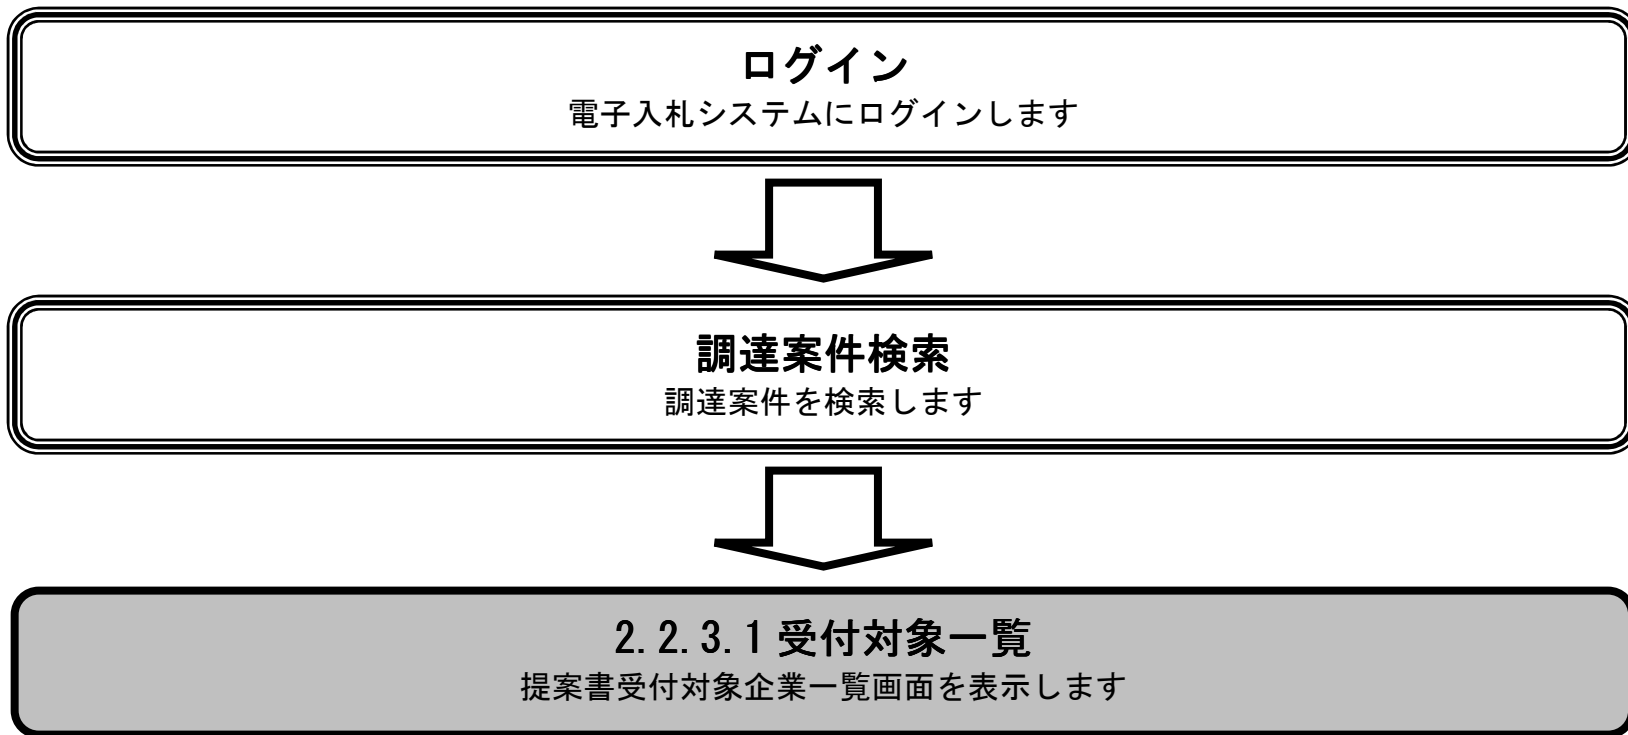 ログイン
電子入札システムにログインします
調達案件検索
調達案件を検索します
2.2.3.1 受付対象一覧
提案書受付対象企業一覧画面を表示します